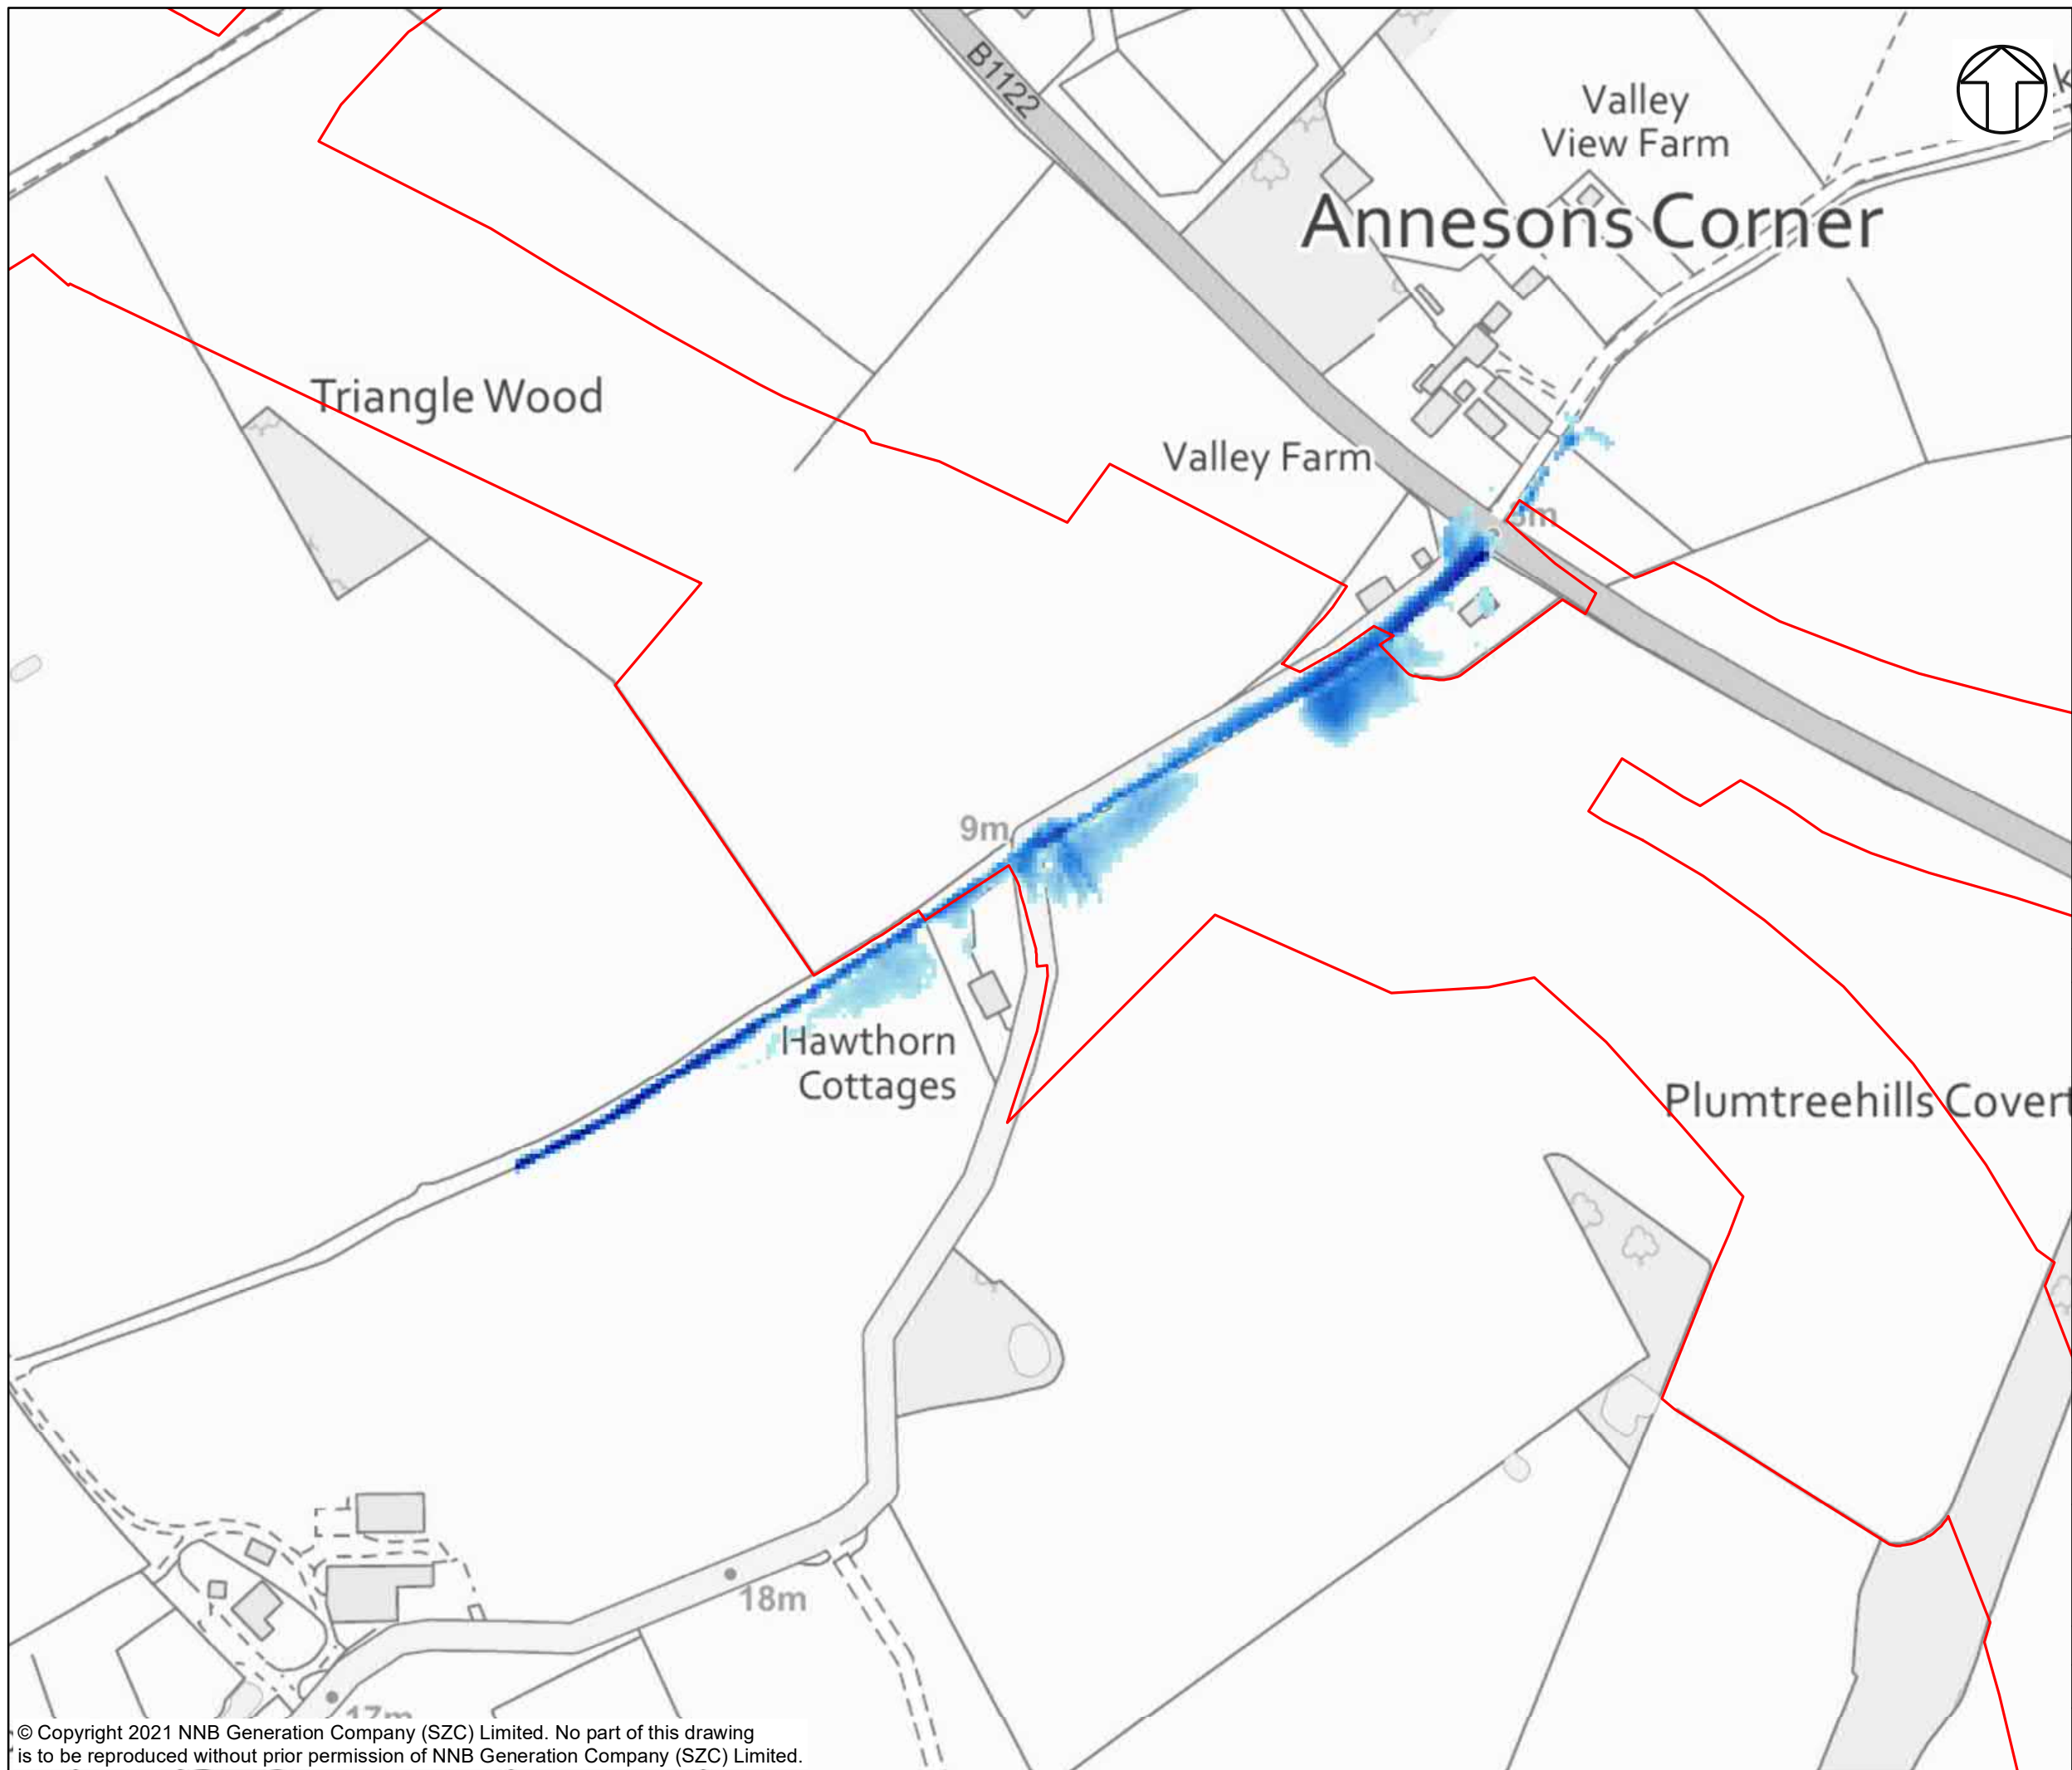 B1122
Valley
View Farm
Annesons Corner
Triangle Wood
Valley Farm
9m
Hawthorn
Cottages
Plumtreehills Covert
18m
17m
© Copyright 2021 NNB Generation Company (SZC) Limited. No part of this drawing
is to be reproduced without prior permission of NNB Generation Company (SZC) Limited.